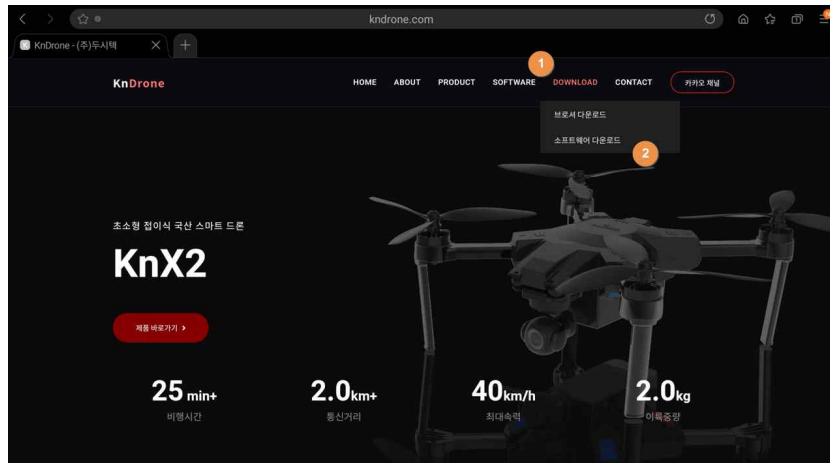 kndrone.com
KnDrone - (주)두시텍
1
KnDrone HOME ABOUT PRODUCT SOFTWARE DOWNLOAD CONTACT 카카오 채널
브로셔 다운로드
소프트웨어 다운로드
2
초소형 접이식 국산 스마트 드론
KnX2
제품 바로가기 >
25 min+ 2.0km+ 40km/h 2.0kg
비행시간 통신거리 최대속력 이륙중량